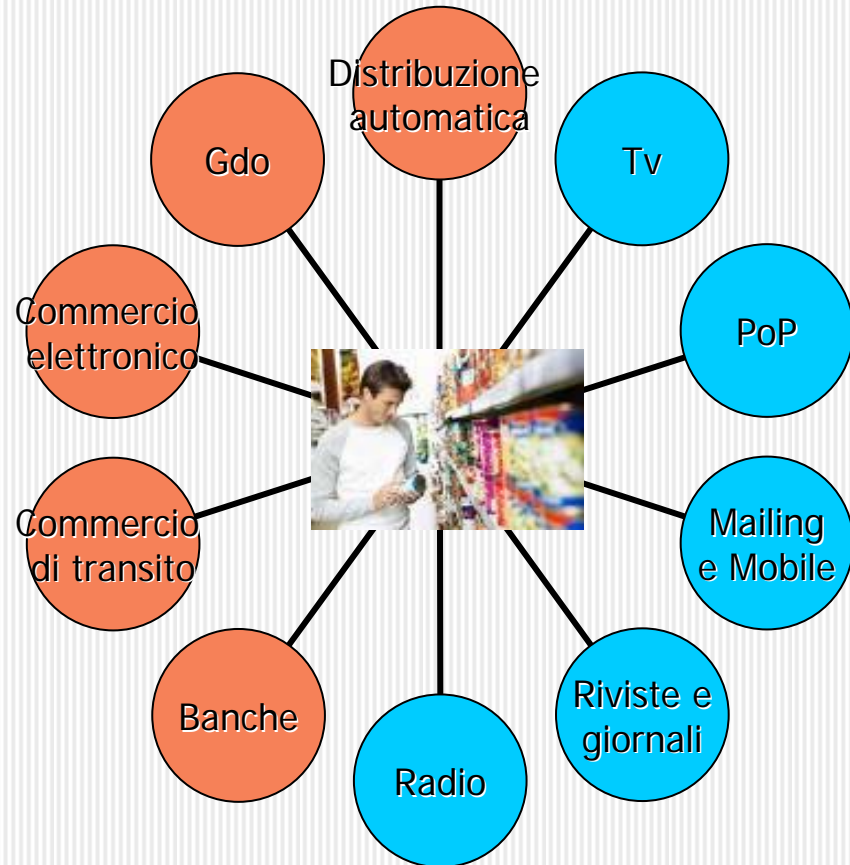 Distribuzione
automatica
Tv
PoP
Mailing
e Mobile
Riviste e
giornali
Radio
Banche
Commercio
di transito
Commercio
elettronico
Gdo